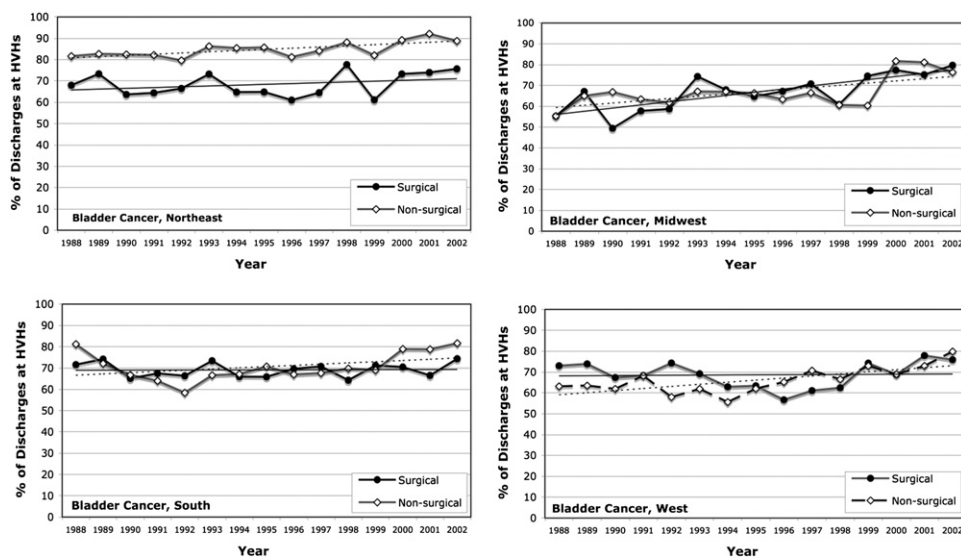 % of Discharges at HVHs
100
90
80
70
60
50
40
30
20
10
0
Surgical
Non-surgical
Bladder Cancer, Northeast
1988 1989 1990 1991 1992 1993 1994 1995 1996 1997 1998 1999 2000 2001 2002
Year
% of Discharges at HVHs
100
90
80
70
60
50
40
30
20
10
0
Surgical
Non-surgical
Bladder Cancer, Midwest
1988 1989 1990 1991 1992 1993 1994 1995 1996 1997 1998 1999 2000 2001 2002
Year
% of Discharges at HVHs
100
90
80
70
60
50
40
30
20
10
0
Surgical
Non-surgical
Bladder Cancer, South
1988 1989 1990 1991 1992 1993 1994 1995 1996 1997 1998 1999 2000 2001 2002
Year
% of Discharges at HVHs
100
90
80
70
60
50
40
30
20
10
0
Surgical
Non-surgical
Bladder Cancer, West
1988 1989 1990 1991 1992 1993 1994 1995 1996 1997 1998 1999 2000 2001 2002
Year